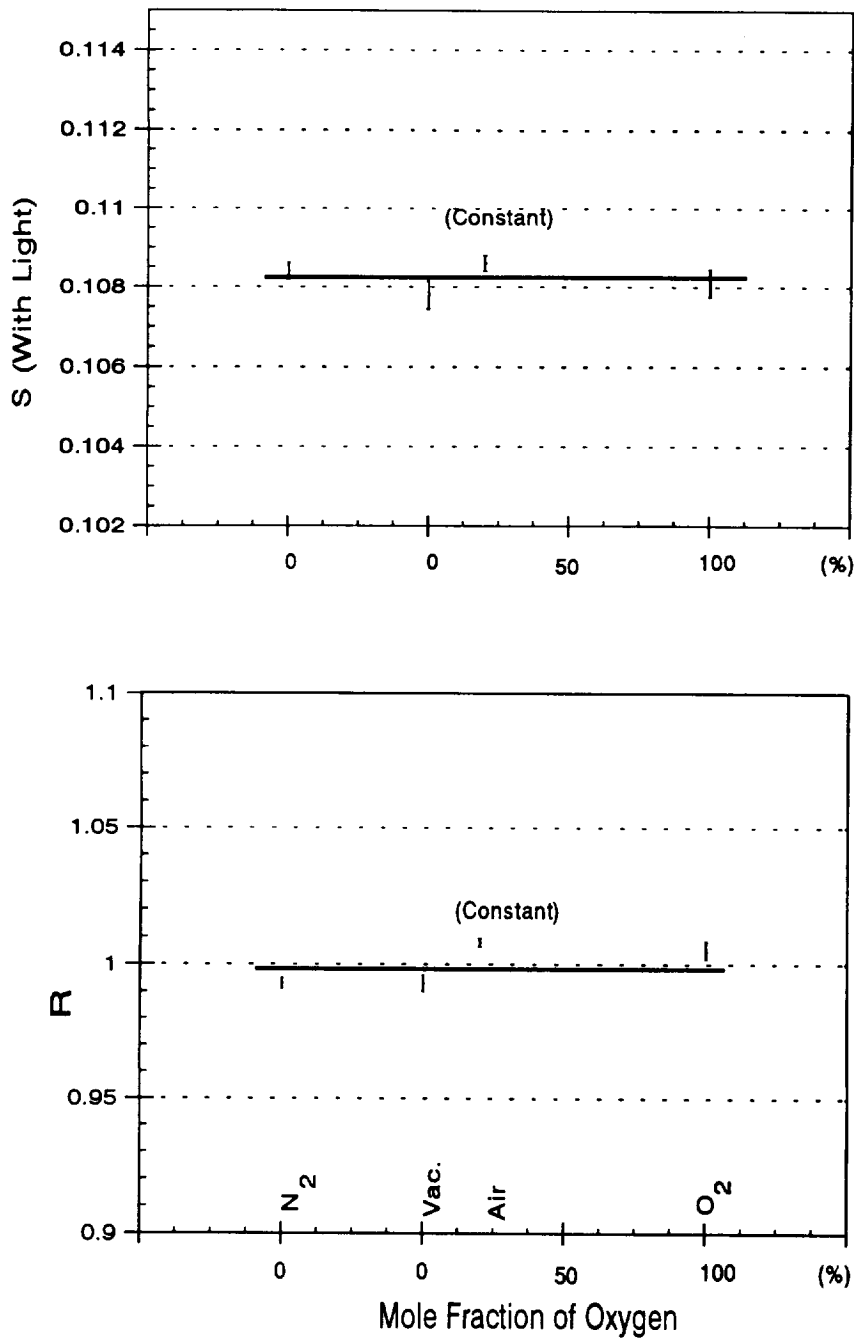 0.114
0.112
0.11
0.108
0.106
0.104
0.102
S (With Light)
(Constant)
0 0 50 100 (%)
1.1
1.05
1
0.95
0.9
R
(Constant)
N2 Vac. Air O2
0 0 50 100 (%)
Mole Fraction of Oxygen